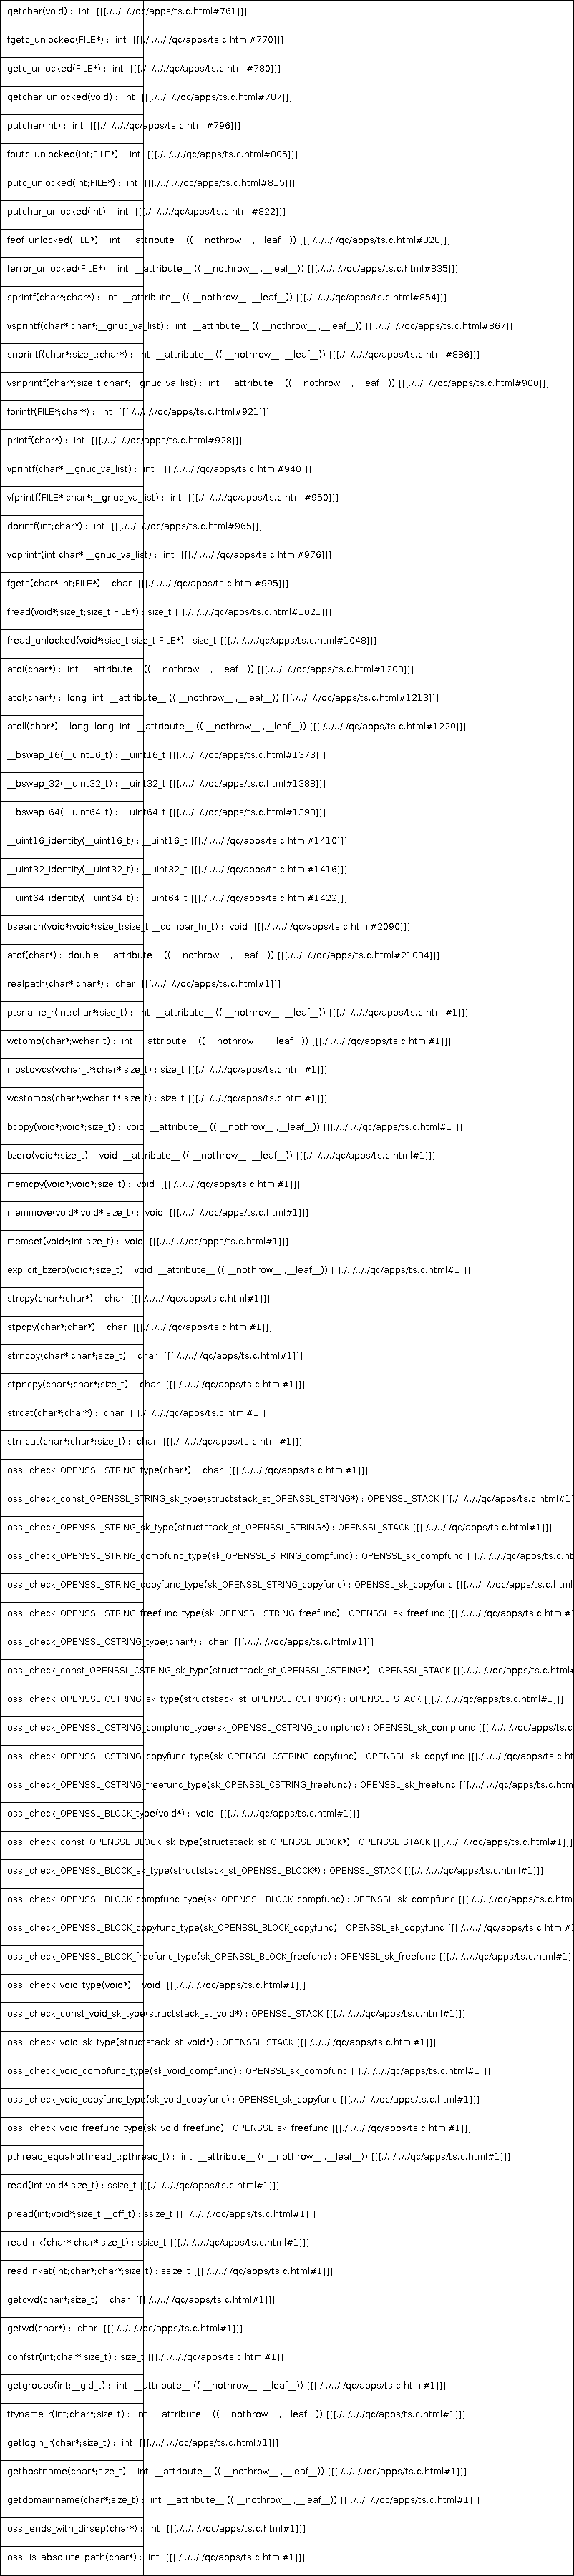 getchar(void) : int [[[./../.././qc/apps/ts.c.html#761]]]
fgetc_unlocked(FILE*) : int [[[./../.././qc/apps/ts.c.html#770]]]
getc_unlocked(FILE*) : int [[[./../.././qc/apps/ts.c.html#780]]]
getchar_unlocked(void) : int [[[./../.././qc/apps/ts.c.html#787]]]
putchar(int) : int [[[./../.././qc/apps/ts.c.html#796]]]
fputc_unlocked(int;FILE*) : int [[[./../.././qc/apps/ts.c.html#805]]]
putc_unlocked(int;FILE*) : int [[[./../.././qc/apps/ts.c.html#815]]]
putchar_unlocked(int) : int [[[./../.././qc/apps/ts.c.html#822]]]
feof_unlocked(FILE*) : int __attribute__ (( __nothrow__ ,__leaf__)) [[[./../.././qc/apps/ts.c.html#828]]]
ferror_unlocked(FILE*) : int __attribute__ (( __nothrow__ ,__leaf__)) [[[./../.././qc/apps/ts.c.html#835]]]
sprintf(char*;char*) : int __attribute__ (( __nothrow__ ,__leaf__)) [[[./../.././qc/apps/ts.c.html#854]]]
vsprintf(char*;char*;__gnuc_va_list) : int __attribute__ (( __nothrow__ ,__leaf__)) [[[./../.././qc/apps/ts.c.html#867]]]
snprintf(char*;size_t;char*) : int __attribute__ (( __nothrow__ ,__leaf__)) [[[./../.././qc/apps/ts.c.html#886]]]
vsnprintf(char*;size_t;char*;__gnuc_va_list) : int __attribute__ (( __nothrow__ ,__leaf__)) [[[./../.././qc/apps/ts.c.html#900]]]
fprintf(FILE*;char*) : int [[[./../.././qc/apps/ts.c.html#921]]]
printf(char*) : int [[[./../.././qc/apps/ts.c.html#928]]]
vprintf(char*;__gnuc_va_list) : int [[[./../.././qc/apps/ts.c.html#940]]]
vfprintf(FILE*;char*;__gnuc_va_list) : int [[[./../.././qc/apps/ts.c.html#950]]]
dprintf(int;char*) : int [[[./../.././qc/apps/ts.c.html#965]]]
vdprintf(int;char*;__gnuc_va_list) : int [[[./../.././qc/apps/ts.c.html#976]]]
fgets(char*;int;FILE*) : char [[[./../.././qc/apps/ts.c.html#995]]]
fread(void*;size_t;size_t;FILE*) : size_t [[[./../.././qc/apps/ts.c.html#1021]]]
fread_unlocked(void*;size_t;size_t;FILE*) : size_t [[[./../.././qc/apps/ts.c.html#1048]]]
atoi(char*) : int __attribute__ (( __nothrow__ ,__leaf__)) [[[./../.././qc/apps/ts.c.html#1208]]]
atol(char*) : long int __attribute__ (( __nothrow__ ,__leaf__)) [[[./../.././qc/apps/ts.c.html#1213]]]
atoll(char*) : long long int __attribute__ (( __nothrow__ ,__leaf__)) [[[./../.././qc/apps/ts.c.html#1220]]]
__bswap_16(__uint16_t) : __uint16_t [[[./../.././qc/apps/ts.c.html#1373]]]
__bswap_32(__uint32_t) : __uint32_t [[[./../.././qc/apps/ts.c.html#1388]]]
__bswap_64(__uint64_t) : __uint64_t [[[./../.././qc/apps/ts.c.html#1398]]]
__uint16_identity(__uint16_t) : __uint16_t [[[./../.././qc/apps/ts.c.html#1410]]]
__uint32_identity(__uint32_t) : __uint32_t [[[./../.././qc/apps/ts.c.html#1416]]]
__uint64_identity(__uint64_t) : __uint64_t [[[./../.././qc/apps/ts.c.html#1422]]]
bsearch(void*;void*;size_t;size_t;__compar_fn_t) : void [[[./../.././qc/apps/ts.c.html#2090]]]
atof(char*) : double __attribute__ (( __nothrow__ ,__leaf__)) [[[./../.././qc/apps/ts.c.html#21034]]]
realpath(char*;char*) : char [[[./../.././qc/apps/ts.c.html#1]]]
ptsname_r(int;char*;size_t) : int __attribute__ (( __nothrow__ ,__leaf__)) [[[./../.././qc/apps/ts.c.html#1]]]
wctomb(char*;wchar_t) : int __attribute__ (( __nothrow__ ,__leaf__)) [[[./../.././qc/apps/ts.c.html#1]]]
mbstowcs(wchar_t*;char*;size_t) : size_t [[[./../.././qc/apps/ts.c.html#1]]]
wcstombs(char*;wchar_t*;size_t) : size_t [[[./../.././qc/apps/ts.c.html#1]]]
bcopy(void*;void*;size_t) : void __attribute__ (( __nothrow__ ,__leaf__)) [[[./../.././qc/apps/ts.c.html#1]]]
bzero(void*;size_t) : void __attribute__ (( __nothrow__ ,__leaf__)) [[[./../.././qc/apps/ts.c.html#1]]]
memcpy(void*;void*;size_t) : void [[[./../.././qc/apps/ts.c.html#1]]]
memmove(void*;void*;size_t) : void [[[./../.././qc/apps/ts.c.html#1]]]
memset(void*;int;size_t) : void [[[./../.././qc/apps/ts.c.html#1]]]
explicit_bzero(void*;size_t) : void __attribute__ (( __nothrow__ ,__leaf__)) [[[./../.././qc/apps/ts.c.html#1]]]
strcpy(char*;char*) : char [[[./../.././qc/apps/ts.c.html#1]]]
stpcpy(char*;char*) : char [[[./../.././qc/apps/ts.c.html#1]]]
strncpy(char*;char*;size_t) : char [[[./../.././qc/apps/ts.c.html#1]]]
stpncpy(char*;char*;size_t) : char [[[./../.././qc/apps/ts.c.html#1]]]
strcat(char*;char*) : char [[[./../.././qc/apps/ts.c.html#1]]]
strncat(char*;char*;size_t) : char [[[./../.././qc/apps/ts.c.html#1]]]
ossl_check_OPENSSL_STRING_type(char*) : char [[[./../.././qc/apps/ts.c.html#1]]]
ossl_check_const_OPENSSL_STRING_sk_type(structstack_st_OPENSSL_STRING*) : OPENSSL_STACK [[[./../.././qc/apps/ts.c.html#1]
ossl_check_OPENSSL_STRING_sk_type(structstack_st_OPENSSL_STRING*) : OPENSSL_STACK [[[./../.././qc/apps/ts.c.html#1]]]
ossl_check_OPENSSL_STRING_compfunc_type(sk_OPENSSL_STRING_compfunc) : OPENSSL_sk_compfunc [[[./../.././qc/apps/ts.c.ht
ossl_check_OPENSSL_STRING_copyfunc_type(sk_OPENSSL_STRING_copyfunc) : OPENSSL_sk_copyfunc [[[./../.././qc/apps/ts.c.html
ossl_check_OPENSSL_STRING_freefunc_type(sk_OPENSSL_STRING_freefunc) : OPENSSL_sk_freefunc [[[./../.././qc/apps/ts.c.html#1
ossl_check_OPENSSL_CSTRING_type(char*) : char [[[./../.././qc/apps/ts.c.html#1]]]
ossl_check_const_OPENSSL_CSTRING_sk_type(structstack_st_OPENSSL_CSTRING*) : OPENSSL_STACK [[[./../.././qc/apps/ts.c.html#
ossl_check_OPENSSL_CSTRING_sk_type(structstack_st_OPENSSL_CSTRING*) : OPENSSL_STACK [[[./../.././qc/apps/ts.c.html#1]]]
ossl_check_OPENSSL_CSTRING_compfunc_type(sk_OPENSSL_CSTRING_compfunc) : OPENSSL_sk_compfunc [[[./../.././qc/apps/ts.c
ossl_check_OPENSSL_CSTRING_copyfunc_type(sk_OPENSSL_CSTRING_copyfunc) : OPENSSL_sk_copyfunc [[[./../.././qc/apps/ts.c.ht
ossl_check_OPENSSL_CSTRING_freefunc_type(sk_OPENSSL_CSTRING_freefunc) : OPENSSL_sk_freefunc [[[./../.././qc/apps/ts.c.htm
ossl_check_OPENSSL_BLOCK_type(void*) : void [[[./../.././qc/apps/ts.c.html#1]]]
ossl_check_const_OPENSSL_BLOCK_sk_type(structstack_st_OPENSSL_BLOCK*) : OPENSSL_STACK [[[./../.././qc/apps/ts.c.html#1]]]
ossl_check_OPENSSL_BLOCK_sk_type(structstack_st_OPENSSL_BLOCK*) : OPENSSL_STACK [[[./../.././qc/apps/ts.c.html#1]]]
ossl_check_OPENSSL_BLOCK_compfunc_type(sk_OPENSSL_BLOCK_compfunc) : OPENSSL_sk_compfunc [[[./../.././qc/apps/ts.c.htm
ossl_check_OPENSSL_BLOCK_copyfunc_type(sk_OPENSSL_BLOCK_copyfunc) : OPENSSL_sk_copyfunc [[[./../.././qc/apps/ts.c.html#1
ossl_check_OPENSSL_BLOCK_freefunc_type(sk_OPENSSL_BLOCK_freefunc) : OPENSSL_sk_freefunc [[[./../.././qc/apps/ts.c.html#1]]
ossl_check_void_type(void*) : void [[[./../.././qc/apps/ts.c.html#1]]]
ossl_check_const_void_sk_type(structstack_st_void*) : OPENSSL_STACK [[[./../.././qc/apps/ts.c.html#1]]]
ossl_check_void_sk_type(structstack_st_void*) : OPENSSL_STACK [[[./../.././qc/apps/ts.c.html#1]]]
ossl_check_void_compfunc_type(sk_void_compfunc) : OPENSSL_sk_compfunc [[[./../.././qc/apps/ts.c.html#1]]]
ossl_check_void_copyfunc_type(sk_void_copyfunc) : OPENSSL_sk_copyfunc [[[./../.././qc/apps/ts.c.html#1]]]
ossl_check_void_freefunc_type(sk_void_freefunc) : OPENSSL_sk_freefunc [[[./../.././qc/apps/ts.c.html#1]]]
pthread_equal(pthread_t;pthread_t) : int __attribute__ (( __nothrow__ ,__leaf__)) [[[./../.././qc/apps/ts.c.html#1]]]
read(int;void*;size_t) : ssize_t [[[./../.././qc/apps/ts.c.html#1]]]
pread(int;void*;size_t;__off_t) : ssize_t [[[./../.././qc/apps/ts.c.html#1]]]
readlink(char*;char*;size_t) : ssize_t [[[./../.././qc/apps/ts.c.html#1]]]
readlinkat(int;char*;char*;size_t) : ssize_t [[[./../.././qc/apps/ts.c.html#1]]]
getcwd(char*;size_t) : char [[[./../.././qc/apps/ts.c.html#1]]]
getwd(char*) : char [[[./../.././qc/apps/ts.c.html#1]]]
confstr(int;char*;size_t) : size_t [[[./../.././qc/apps/ts.c.html#1]]]
getgroups(int;__gid_t) : int __attribute__ (( __nothrow__ ,__leaf__)) [[[./../.././qc/apps/ts.c.html#1]]]
ttyname_r(int;char*;size_t) : int __attribute__ (( __nothrow__ ,__leaf__)) [[[./../.././qc/apps/ts.c.html#1]]]
getlogin_r(char*;size_t) : int [[[./../.././qc/apps/ts.c.html#1]]]
gethostname(char*;size_t) : int __attribute__ (( __nothrow__ ,__leaf__)) [[[./../.././qc/apps/ts.c.html#1]]]
getdomainname(char*;size_t) : int __attribute__ (( __nothrow__ ,__leaf__)) [[[./../.././qc/apps/ts.c.html#1]]]
ossl_ends_with_dirsep(char*) : int [[[./../.././qc/apps/ts.c.html#1]]]
ossl_is_absolute_path(char*) : int [[[./../.././qc/apps/ts.c.html#1]]]